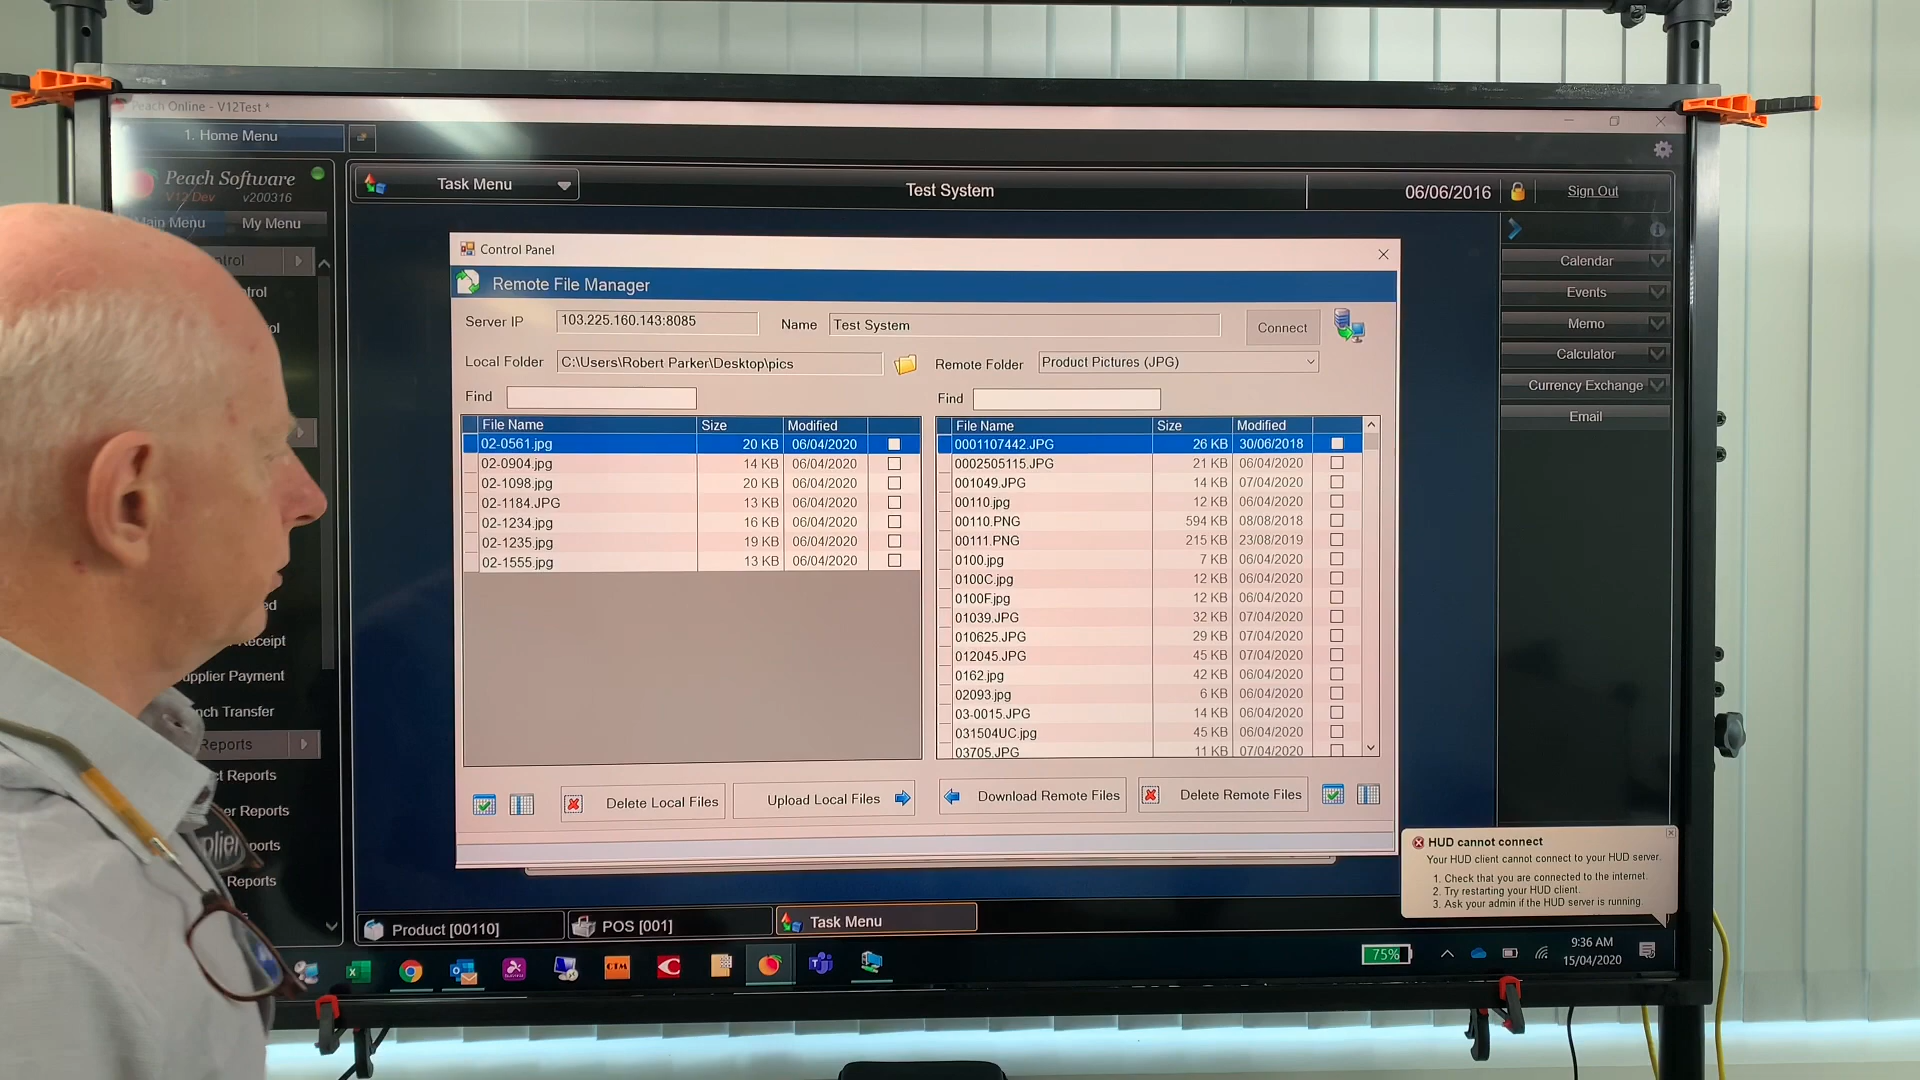 Peach Online - V12Test *
1. Home Menu
Peach Software
V12 Dev v200316
Main Menu My Menu
Task Menu
Test System
06/06/2016
Sign Out
Calendar
Events
Memo
Calculator
Currency Exchange
Email
Control Panel
Remote File Manager
Server IP 103.225.160.143:8085 Name Test System Connect
Local Folder C:\Users\Robert Parker\Desktop\pics Remote Folder Product Pictures (JPG)
Find
Find
File Name Size Modified
02-0561.jpg 20 KB 06/04/2020
02-0904.jpg 14 KB 06/04/2020
02-1098.jpg 20 KB 06/04/2020
02-1184.JPG 13 KB 06/04/2020
02-1234.jpg 16 KB 06/04/2020
02-1235.jpg 19 KB 06/04/2020
02-1555.jpg 13 KB 06/04/2020
File Name Size Modified
0001107442.JPG 26 KB 30/06/2018
0002505115.JPG 21 KB 06/04/2020
001049.JPG 14 KB 07/04/2020
00110.jpg 12 KB 06/04/2020
00110.PNG 594 KB 08/08/2018
00111.PNG 215 KB 23/08/2019
0100.jpg 7 KB 06/04/2020
0100C.jpg 12 KB 06/04/2020
0100F.jpg 12 KB 06/04/2020
01039.JPG 32 KB 07/04/2020
010625.JPG 29 KB 07/04/2020
012045.JPG 45 KB 07/04/2020
0162.jpg 42 KB 06/04/2020
02093.jpg 6 KB 06/04/2020
03-0015.JPG 14 KB 06/04/2020
031504UC.jpg 45 KB 06/04/2020
03705.JPG 11 KB 07/04/2020
Delete Local Files
Upload Local Files
Download Remote Files
Delete Remote Files
Receipt
upplier Payment
nch Transfer
Reports
ct Reports
er Reports
ports
Reports
HUD cannot connect
Your HUD client cannot connect to your HUD server.
1. Check that you are connected to the internet.
2. Try restarting your HUD client.
3. Ask your admin if the HUD server is running.
Product [00110]
POS [001]
Task Menu
CTM
75%
9:36 AM
15/04/2020